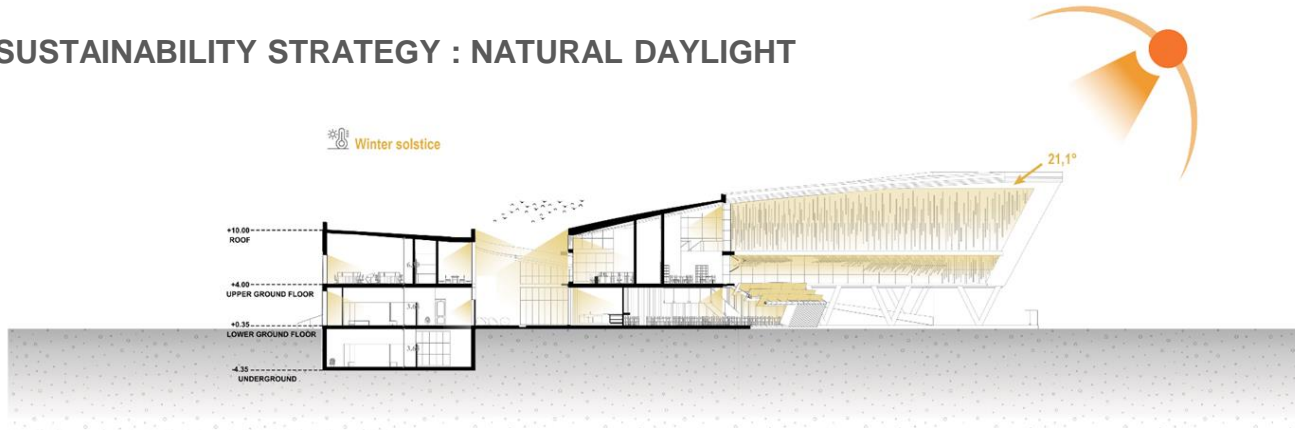 SUSTAINABILITY STRATEGY : NATURAL DAYLIGHT
Winter solstice
21,1º
+10.00
ROOF
+4.00
UPPER GROUND FLOOR
+0.35
LOWER GROUND FLOOR
-4.35
UNDERGROUND